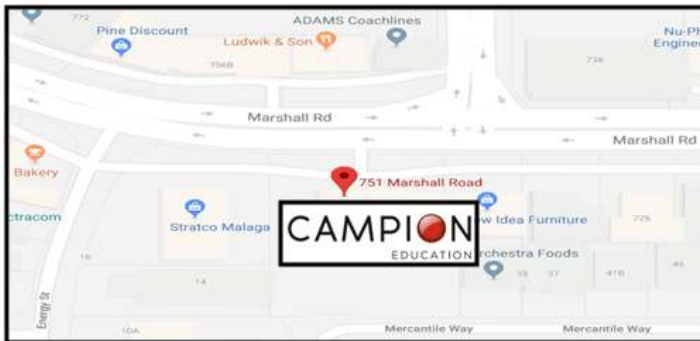 772
ADAMS Coachlines
Pine Discount
Ludwik & Son
Nu-Ph
Enginee
756B
738
Marshall Rd
Marshall Rd
Bakery
751 Marshall Road
ctracom
Stratco Malaga
CAMPION
EDUCATION
ew Idea Furniture
726
rchestra Foods
16
14
35
37
41B
45
Energy St
10A
Mercantile Way
Mercantile Way